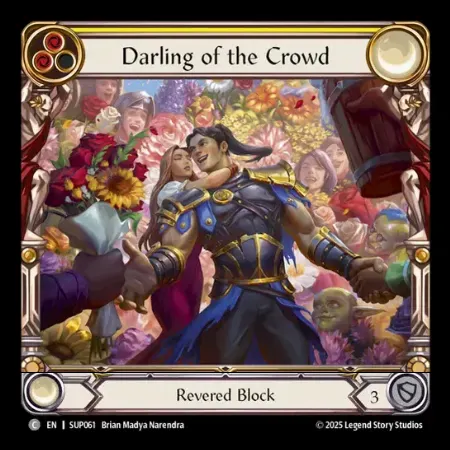 Darling of the Crowd
Revered Block
3
C EN | SUP061 Brian Madya Narendra
© 2025 Legend Story Studios